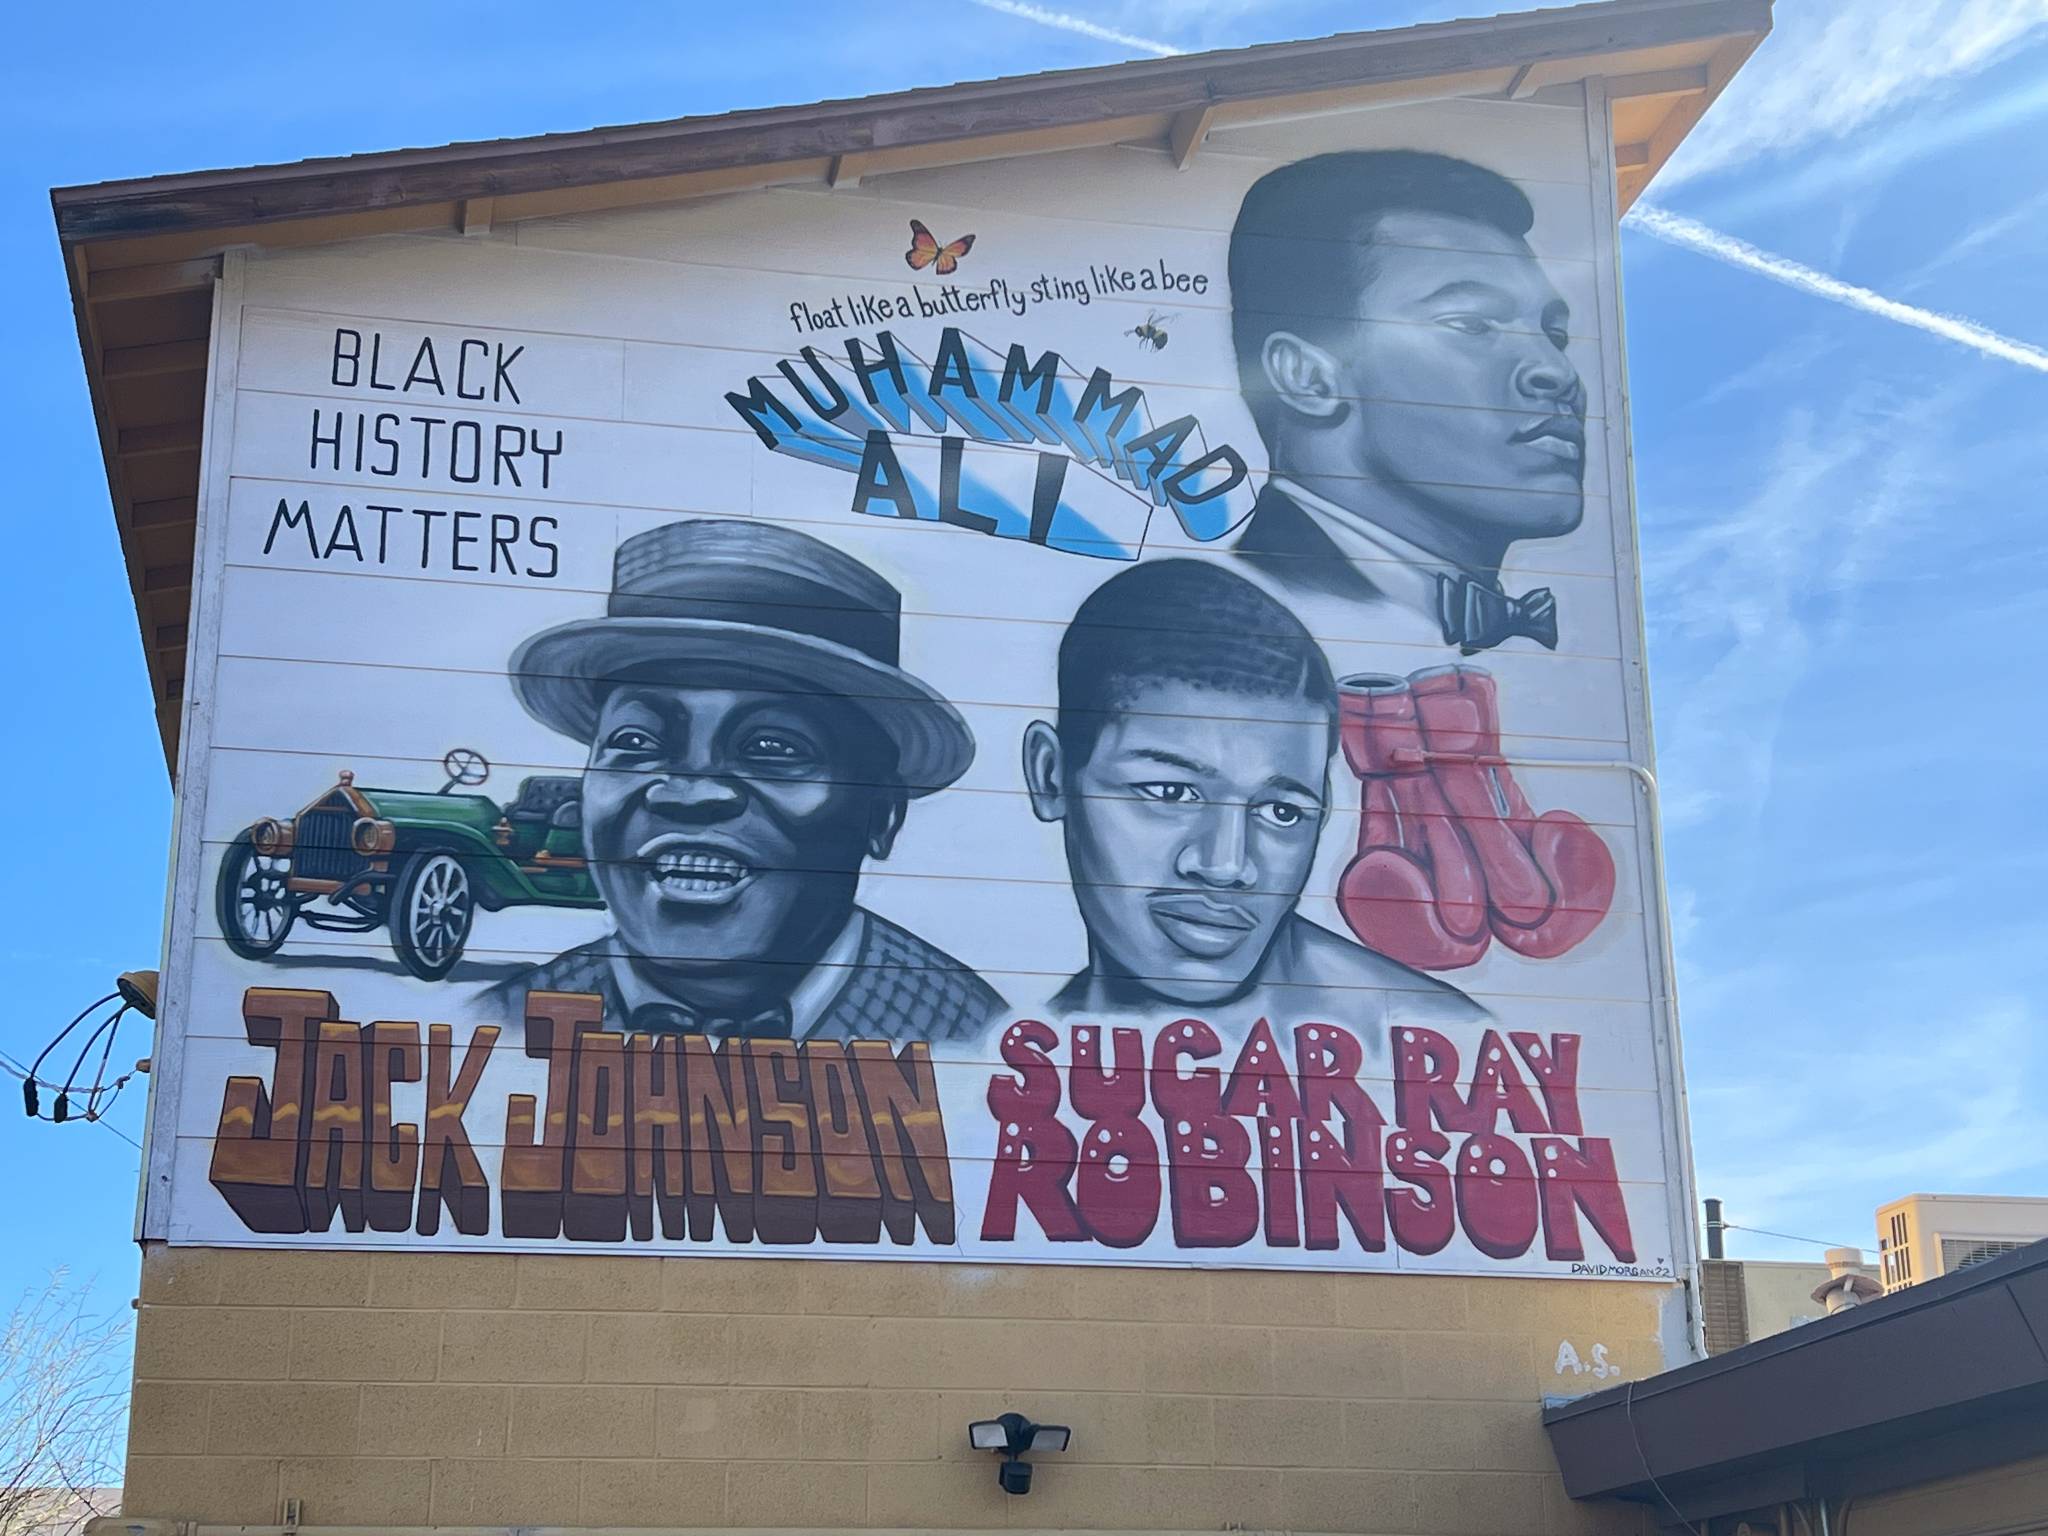 BLACK
HISTORY
MATTERS
float like a butterfly sting like a bee
MUHAMMAD
ALI
JACK JOHNSON
SUGAR RAY
ROBINSON
DAVID MORGAN 22
A.S.